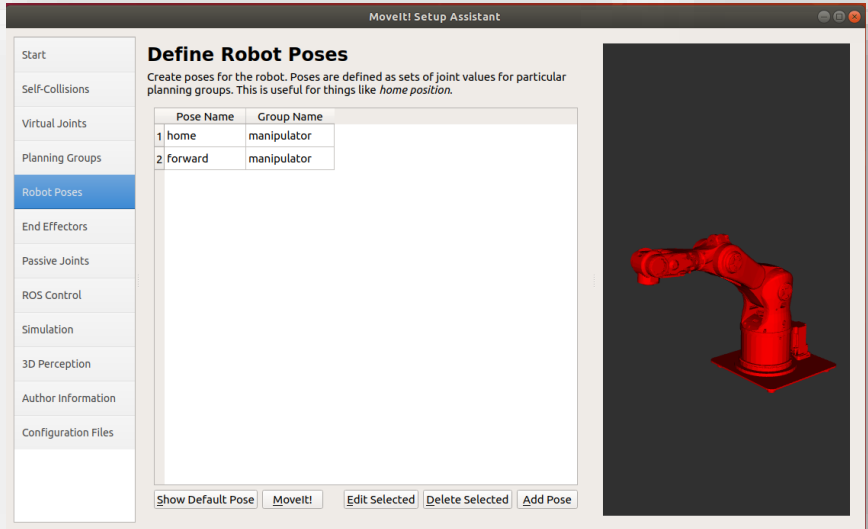 MoveIt! Setup Assistant
Start
Self-Collisions
Virtual Joints
Planning Groups
Robot Poses
End Effectors
Passive Joints
ROS Control
Simulation
3D Perception
Author Information
Configuration Files
Define Robot Poses
Create poses for the robot. Poses are defined as sets of joint values for particular
planning groups. This is useful for things like home position.
Pose Name Group Name
1 home manipulator
2 forward manipulator
Show Default Pose MoveIt! Edit Selected Delete Selected Add Pose